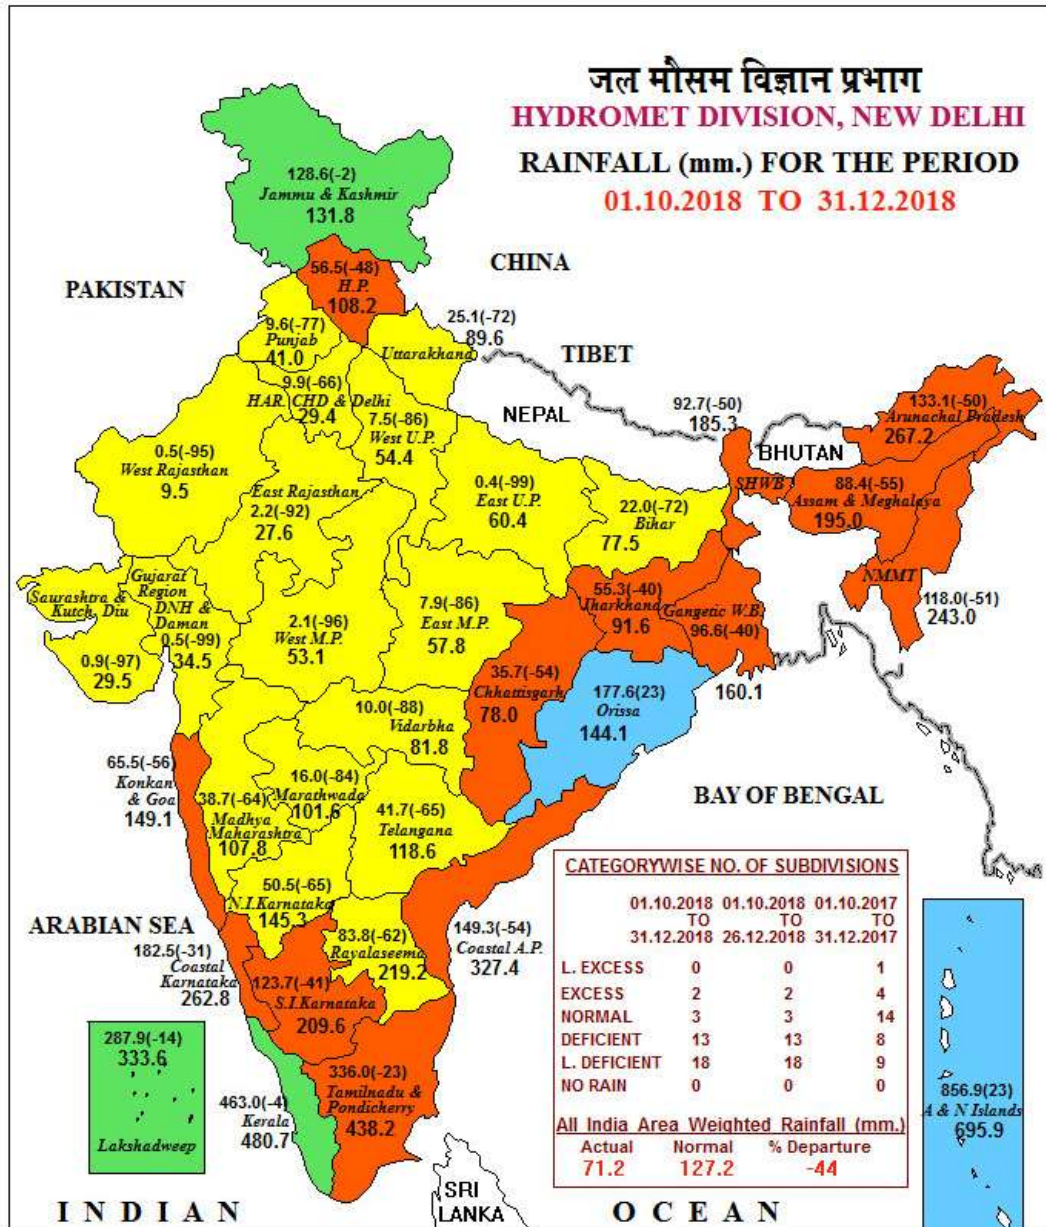 जल मौसम विज्ञान प्रभाग
HYDROMET DIVISION, NEW DELHI
RAINFALL (mm.) FOR THE PERIOD
01.10.2018 TO 31.12.2018
128.6(-2)
Jammu & Kashmir
131.8
CHINA
PAKISTAN
56.5(-48)
H.P.
108.2
9.6(-77)
Punjab
41.0
25.1(-72)
89.6
Uttarakhand
TIBET
9.9(-66)
HAR. CHD & Delhi
29.4
7.5(-86)
West U.P.
54.4
NEPAL
92.7(-50)
185.3
BHUTAN
133.1(-50)
Arunachal Pradesh
267.2
0.5(-95)
West Rajasthan
9.5
East Rajasthan
2.2(-92)
27.6
0.4(-99)
East U.P.
60.4
22.0(-72)
Bihar
77.5
SHWB
88.4(-55)
Assam & Meghalaya
195.0
NMMT
118.0(-51)
243.0
Saurashtra &
Kutch, Diu
0.9(-97)
29.5
Gujarat
Region
DNH &
Daman
0.5(-99)
34.5
2.1(-96)
West M.P.
53.1
7.9(-86)
East M.P.
57.8
55.3(-40)
Jharkhand
91.6
Gangetic W.B.
96.6(-40)
160.1
35.7(-54)
Chhattisgarh
78.0
177.6(23)
Orissa
144.1
10.0(-88)
Vidarbha
81.8
65.5(-56)
Konkan
& Goa
149.1
38.7(-64)
Madhya
Maharashtra
107.8
16.0(-84)
Marathwada
101.6
41.7(-65)
Telangana
118.6
BAY OF BENGAL
50.5(-65)
N.I.Karnataka
145.3
ARABIAN SEA
83.8(-62)
Rayalaseema
219.2
149.3(-54)
Coastal A.P.
327.4
182.5(-31)
Coastal
Karnataka
262.8
123.7(-41)
S.I.Karnataka
209.6
287.9(-14)
333.6
Lakshadweep
463.0(-4)
Kerala
480.7
336.0(-23)
Tamilnadu &
Pondicherry
438.2
CATEGORYWISE NO. OF SUBDIVISIONS
01.10.2018 01.10.2018 01.10.2017
TO TO TO
31.12.2018 26.12.2018 31.12.2017
L. EXCESS 0 0 1
EXCESS 2 2 4
NORMAL 3 3 14
DEFICIENT 13 13 8
L. DEFICIENT 18 18 9
NO RAIN 0 0 0
All India Area Weighted Rainfall (mm.)
Actual Normal % Departure
71.2 127.2 -44
856.9(23)
A & N Islands
695.9
SRI
LANKA
INDIAN OCEAN